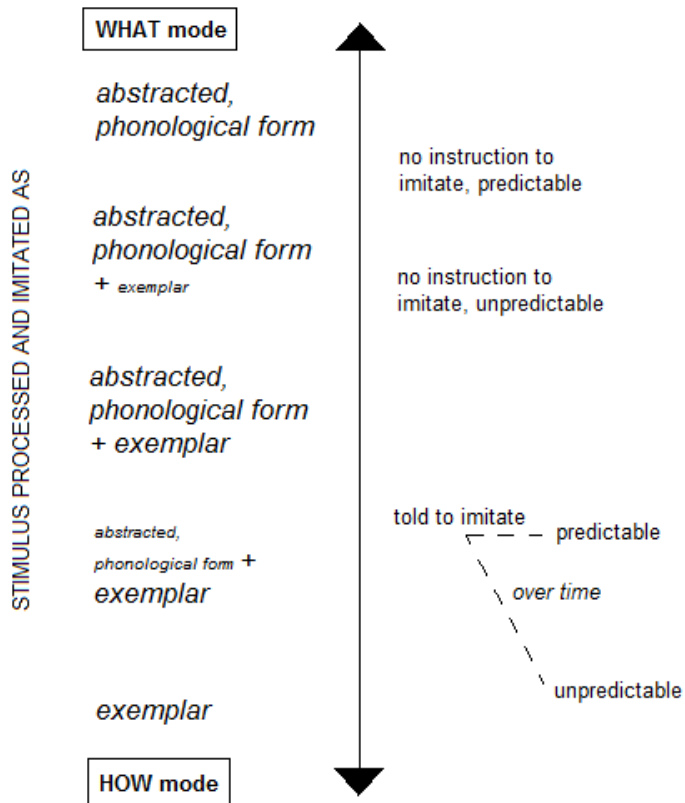 WHAT mode
STIMULUS PROCESSED AND IMITATED AS
abstracted,
phonological form
abstracted,
phonological form
+ exemplar
abstracted,
phonological form
+ exemplar
abstracted,
phonological form +
exemplar
exemplar
HOW mode
no instruction to
imitate, predictable
no instruction to
imitate, unpredictable
told to imitate
predictable
over time
unpredictable